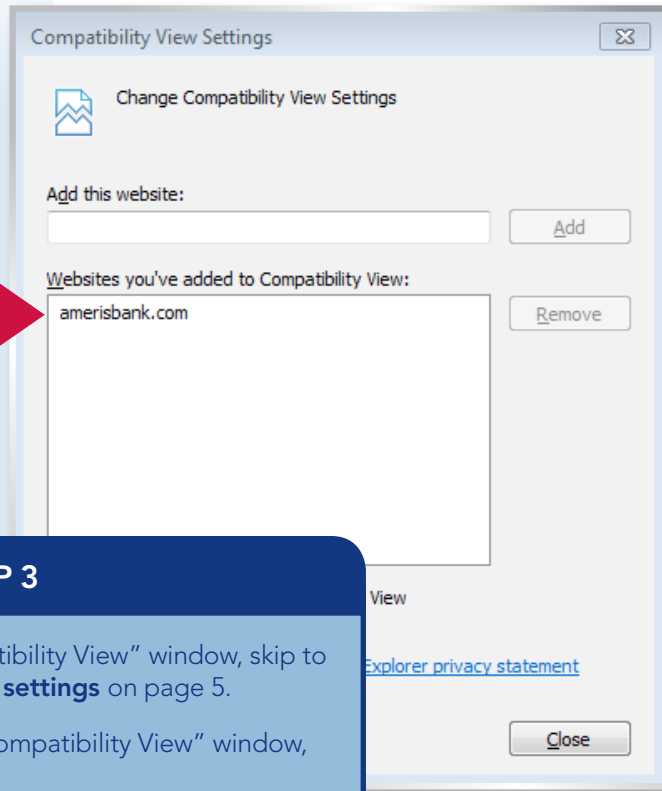 Compatibility View Settings
Change Compatibility View Settings
Add this website:
Add
Websites you've added to Compatibility View:
amerisbank.com
Remove
P 3
View
tibility View” window, skip to
settings on page 5.
Explorer privacy statement
ompatibility View” window,
Close